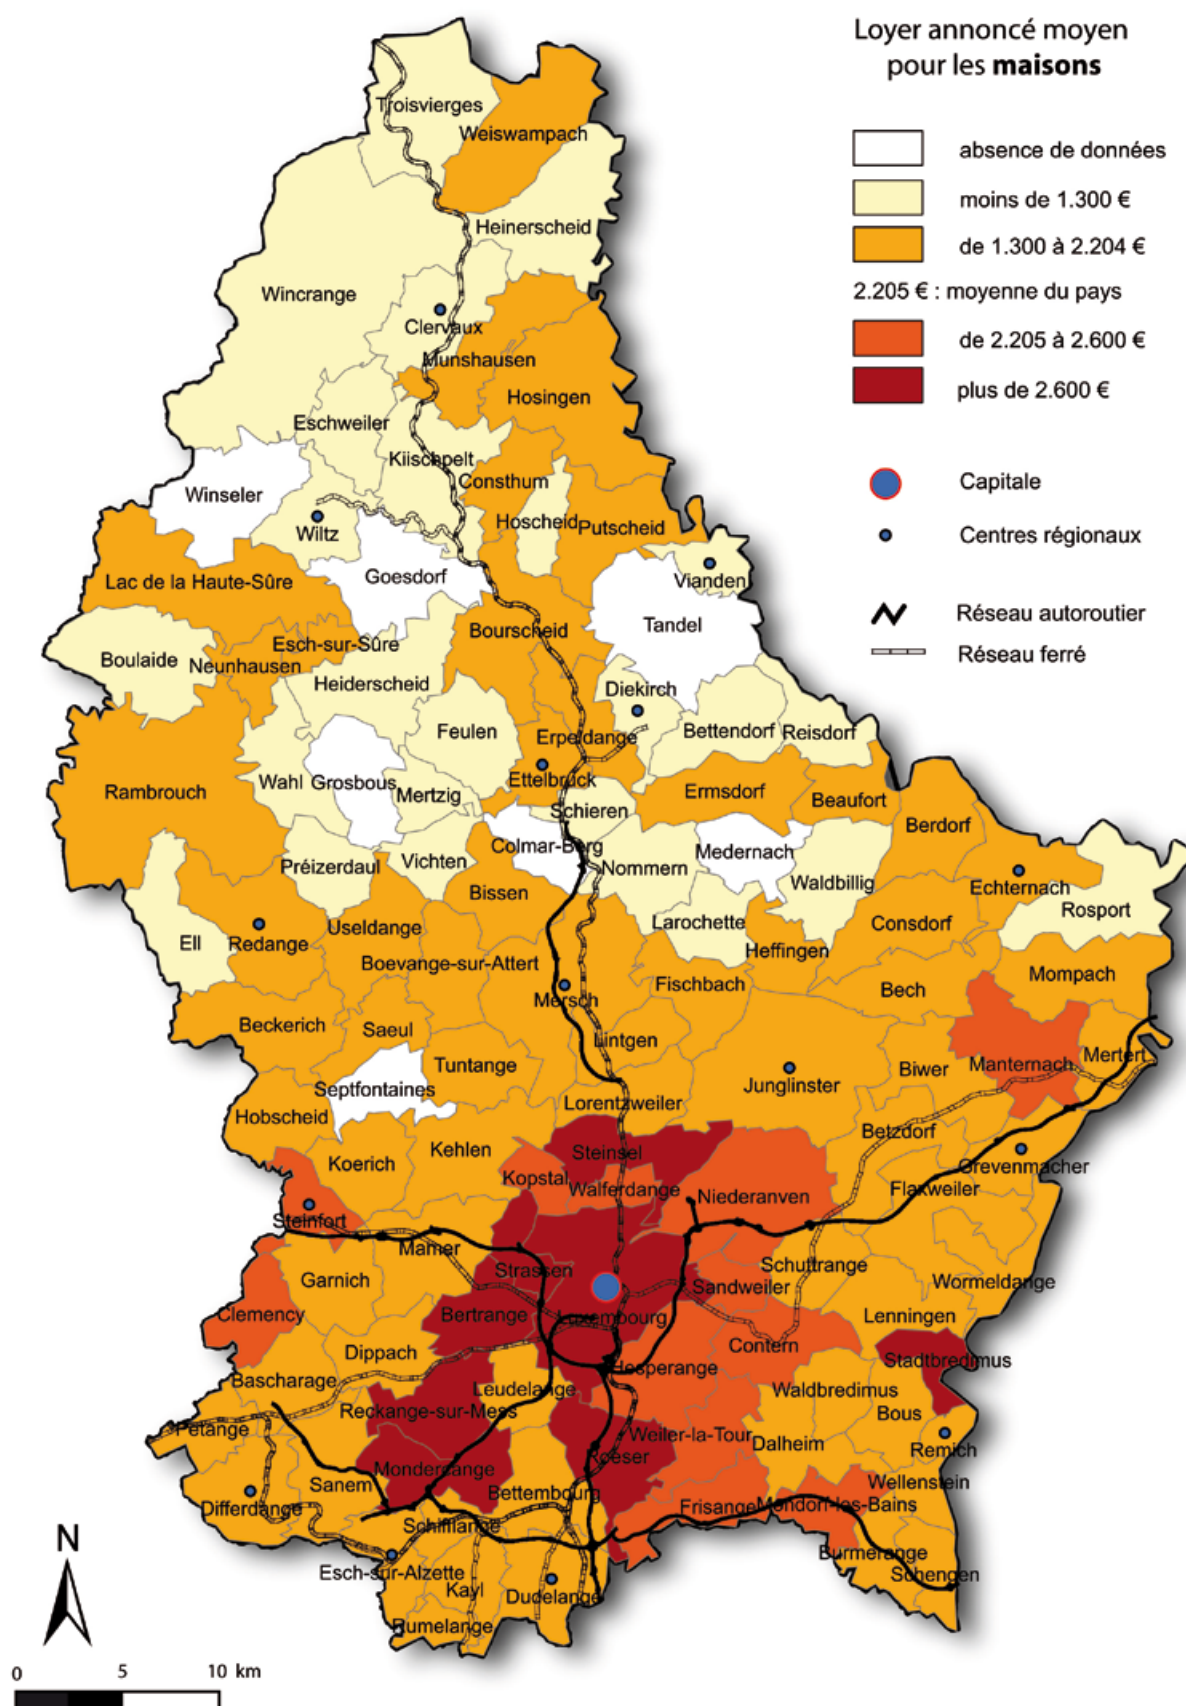 Loyer annoncé moyen
pour les maisons
absence de données
moins de 1.300 €
de 1.300 à 2.204 €
2.205 € : moyenne du pays
de 2.205 à 2.600 €
plus de 2.600 €
Capitale
Centres régionaux
Réseau autoroutier
Réseau ferré
Troisvierges
Weiswampach
Heinerscheid
Wincrange
Clervaux
Munshausen
Hosingen
Eschweiler
Kiischpelt
Consthum
Winseler
Hoscheid
Putscheid
Wiltz
Goesdorf
Vianden
Lac de la Haute-Sûre
Tandel
Bourscheid
Esch-sur-Sûre
Boulaide
Neunhausen
Heiderscheid
Diekirch
Feulen
Bettendorf
Reisdorf
Erpeldange
Ettelbrück
Wahl
Grosbous
Mertzig
Rambrouch
Ermsdorf
Beaufort
Schieren
Berdorf
Colmar-Berg
Medernach
Préizerdaul
Vichten
Nommern
Waldbillig
Echternach
Bissen
Rosport
Larochette
Consdorf
Useldange
Ell
Redange
Heffingen
Boevange-sur-Attert
Mompach
Fischbach
Bech
Mersch
Beckerich
Saeul
Lintgen
Tuntange
Manternach
Mertert
Biwer
Junglinster
Septfontaines
Hobscheid
Lorentzweiler
Betzdorf
Kehlen
Koerich
Steinsel
Grevenmacher
Kopstal
Walferdange
Niederanven
Flaxweiler
Steinfort
Mamer
Strassen
Schuttrange
Garnich
Sandweiler
Wormeldange
Clemency
Bertrange
Luxembourg
Lenningen
Contern
Dippach
Hesperange
Stadtbredimus
Bascharage
Leudelange
Waldbredimus
Reckange-sur-Mess
Bous
Pétange
Weiler-la-Tour
Dalheim
Remich
Roeser
Mondercange
Sanem
Wellenstein
Bettembourg
Differdange
Frisange
Mondorf-les-Bains
Schifflange
Burmerange
Esch-sur-Alzette
Schengen
Kayl
Dudelange
Rumelange
N
0 5 10 km